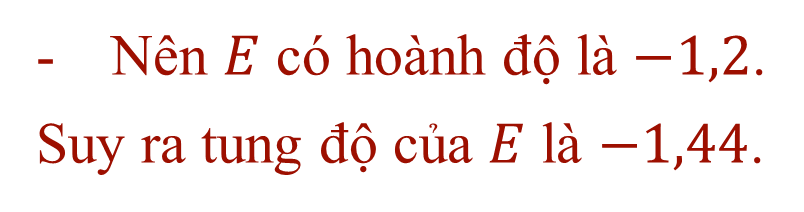 - Nên E có hoành độ là −1,2.
Suy ra tung độ của E là −1,44.